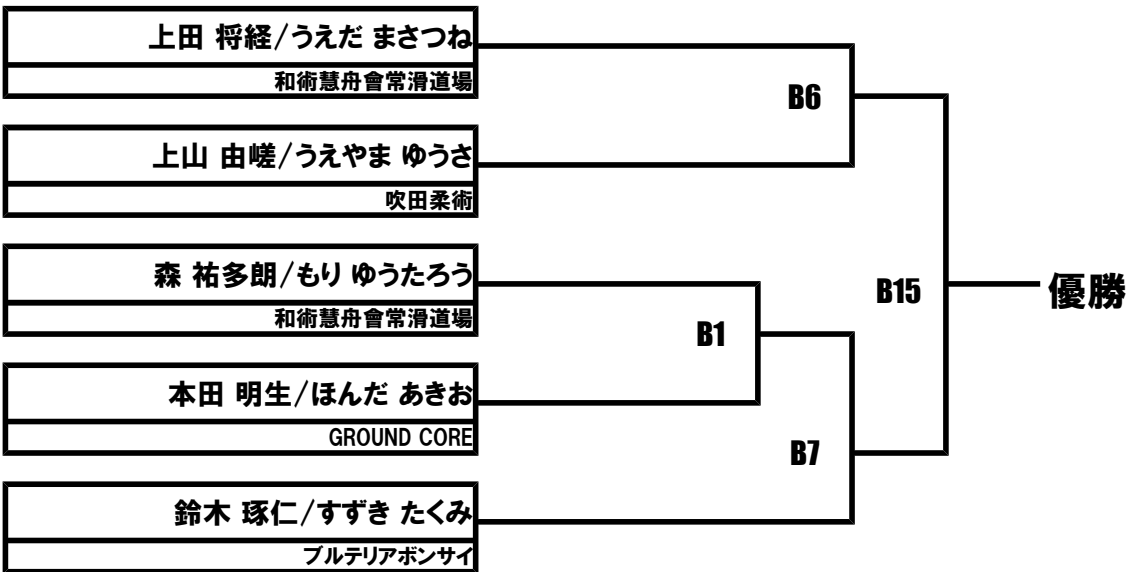 上田 将経/うえだ まさつね
和術慧舟會常滑道場
B6
上山 由嵯/うえやま ゆうさ
吹田柔術
森 祐多朗/もり ゆうたろう
和術慧舟會常滑道場
B1
B15
優勝
本田 明生/ほんだ あきお
GROUND CORE
B7
鈴木 琢仁/すずき たくみ
ブルテリアボンサイ